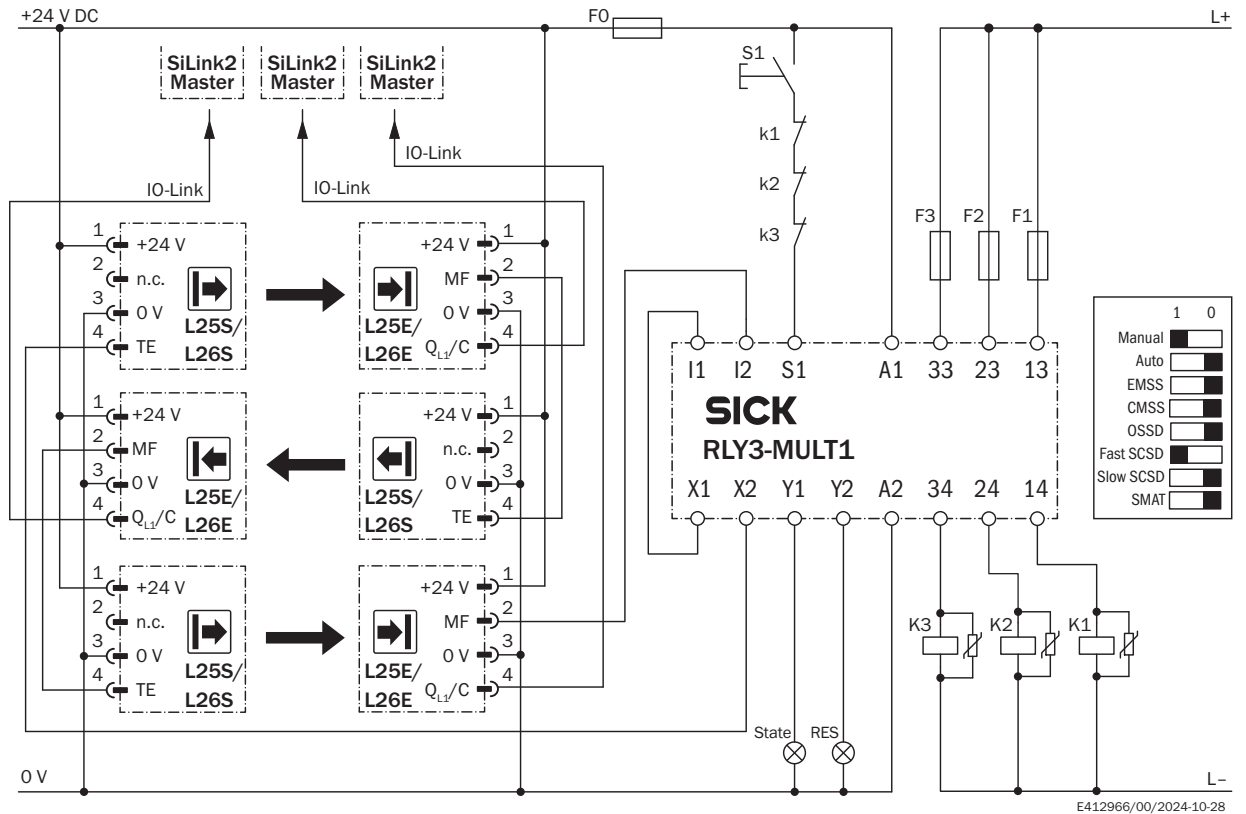 +24 V DC
F0
L+
SiLink2
Master
SiLink2
Master
SiLink2
Master
S1
k1
k2
k3
IO-Link
IO-Link
IO-Link
F3
F2
F1
1
+24 V
2
n.c.
3
0 V
4
TE
L25S/
L26S
+24 V
1
MF
2
0 V
3
QL1/C
4
L25E/
L26E
1
+24 V
2
MF
3
0 V
4
QL1/C
L25E/
L26E
+24 V
1
n.c.
2
0 V
3
TE
4
L25S/
L26S
1
+24 V
2
n.c.
3
0 V
4
TE
L25S/
L26S
+24 V
1
MF
2
0 V
3
QL1/C
4
L25E/
L26E
I1 I2 S1 A1 33 23 13
SICK
RLY3-MULT1
X1 X2 Y1 Y2 A2 34 24 14
1 0
Manual
Auto
EMSS
CMSS
OSSD
Fast SCSD
Slow SCSD
SMAT
K3
K2
K1
State
RES
0 V
L–
E412966/00/2024-10-28